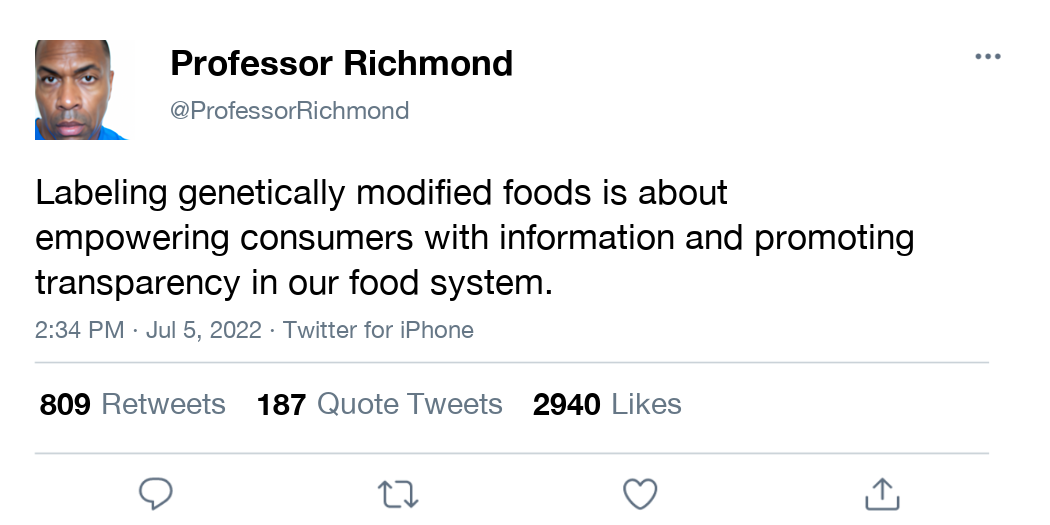 Professor Richmond
@ProfessorRichmond
Labeling genetically modified foods is about
empowering consumers with information and promoting
transparency in our food system.
2:34 PM · Jul 5, 2022 · Twitter for iPhone
809 Retweets 187 Quote Tweets 2940 Likes